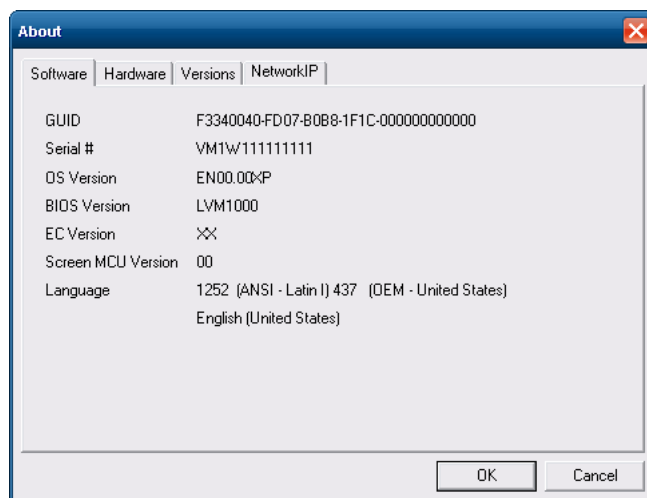 About
Software Hardware Versions NetworkIP
GUID F3340040-FD07-B0B8-1F1C-000000000000
Serial # VM1W111111111
OS Version EN00.00XP
BIOS Version LVM1000
EC Version XX
Screen MCU Version 00
Language 1252 (ANSI - Latin I) 437 (OEM - United States)
English (United States)
OK Cancel